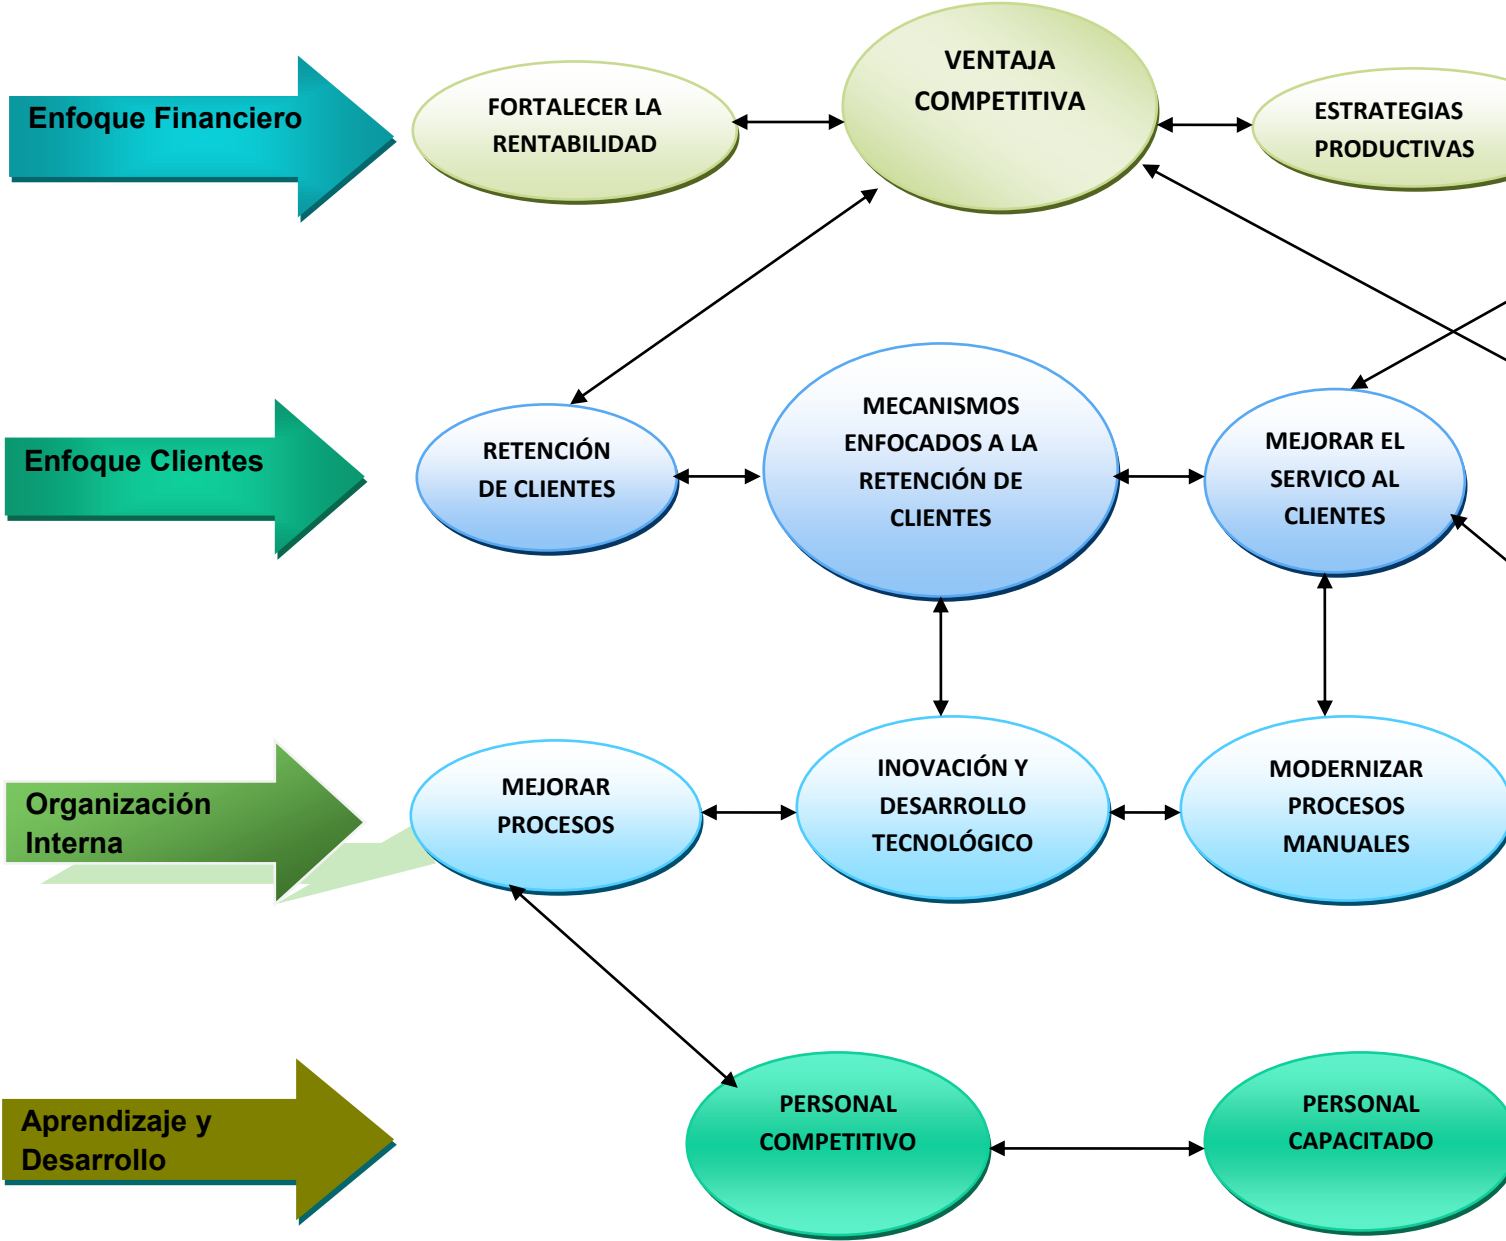 Enfoque Financiero
FORTALECER LA
RENTABILIDAD
VENTAJA
COMPETITIVA
ESTRATEGIAS
PRODUCTIVAS
Enfoque Clientes
RETENCIÓN
DE CLIENTES
MECANISMOS
ENFOCADOS A LA
RETENCIÓN DE
CLIENTES
MEJORAR EL
SERVICO AL
CLIENTES
Organización
Interna
MEJORAR
PROCESOS
INOVACIÓN Y
DESARROLLO
TECNOLÓGICO
MODERNIZAR
PROCESOS
MANUALES
Aprendizaje y
Desarrollo
PERSONAL
COMPETITIVO
PERSONAL
CAPACITADO